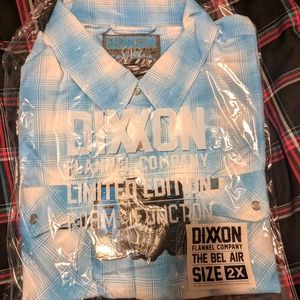 DIXXON
FLANNEL COMPANY
LIMITED EDITION
DIXXON
FLANNEL COMPANY
THE BEL AIR
SIZE 2X